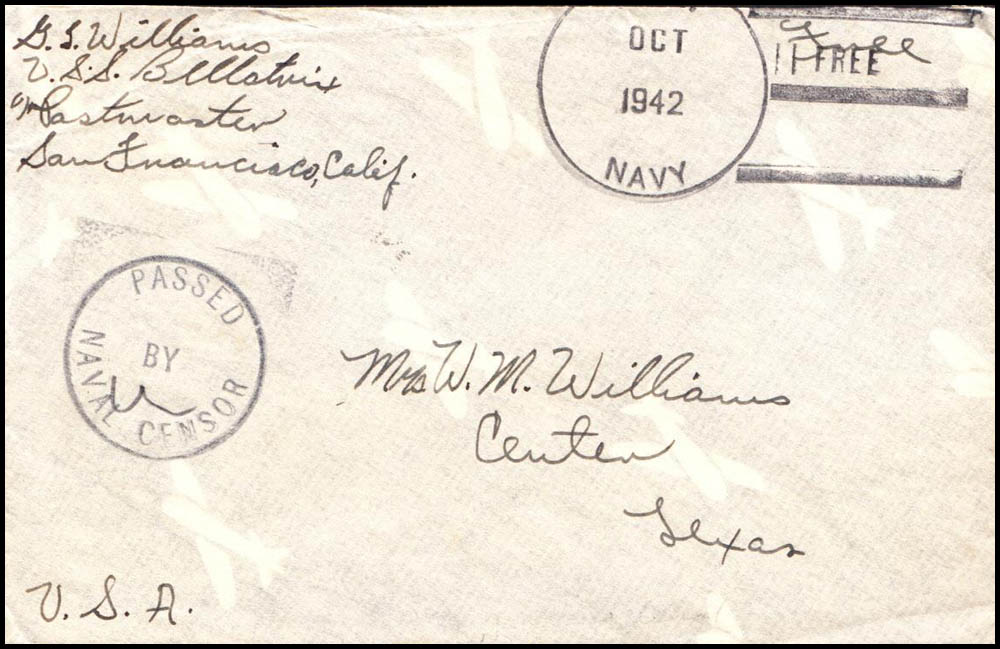 G. S. Williams
U.S.S. Bellatrix
c/o Postmaster
San Francisco, Calif.
OCT
1942
NAVY
Free
FREE
PASSED
BY
NAVAL CENSOR
Mrs W. M. Williams
Center
Texas
U. S. A.